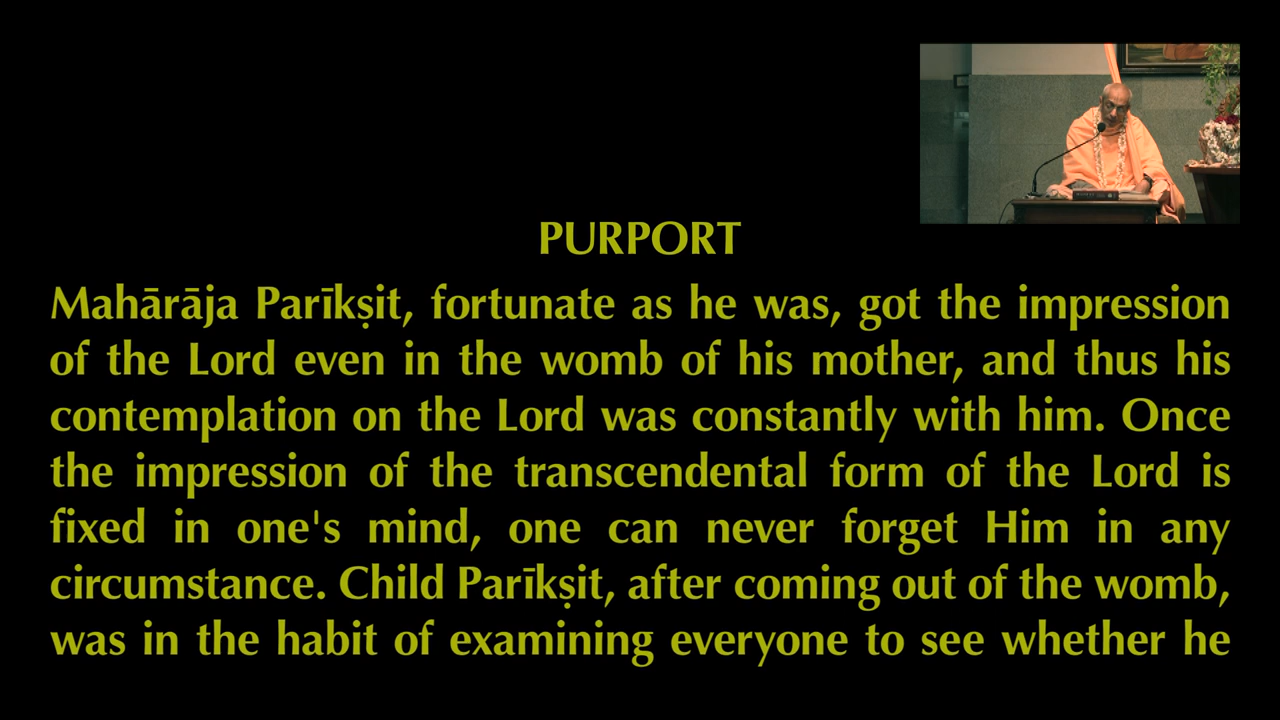 PURPORT
Mahārāja Parīkṣit, fortunate as he was, got the impression
of the Lord even in the womb of his mother, and thus his
contemplation on the Lord was constantly with him. Once
the impression of the transcendental form of the Lord is
fixed in one's mind, one can never forget Him in any
circumstance. Child Parīkṣit, after coming out of the womb,
was in the habit of examining everyone to see whether he